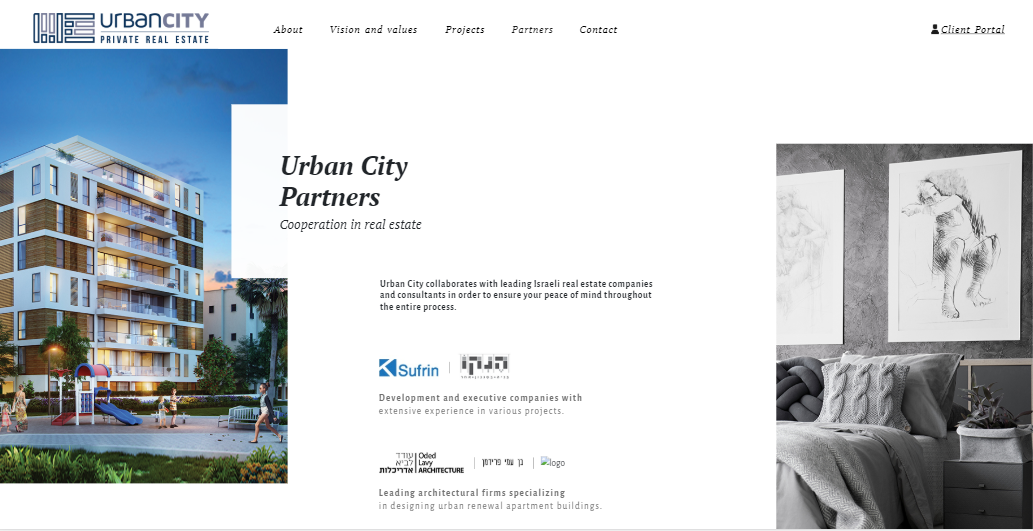 URBANCITY
PRIVATE REAL ESTATE
About Vision and values Projects Partners Contact
Client Portal
Urban City
Partners
Cooperation in real estate
Urban City collaborates with leading Israeli real estate companies
and consultants in order to ensure your peace of mind throughout
the entire process.
Sufrin
Development and executive companies with
extensive experience in various projects.
עודד
לביא
אדריכלות
Oded
Lavy
ARCHITECTURE
בן עמי פרידמן
logo
Leading architectural firms specializing
in designing urban renewal apartment buildings.